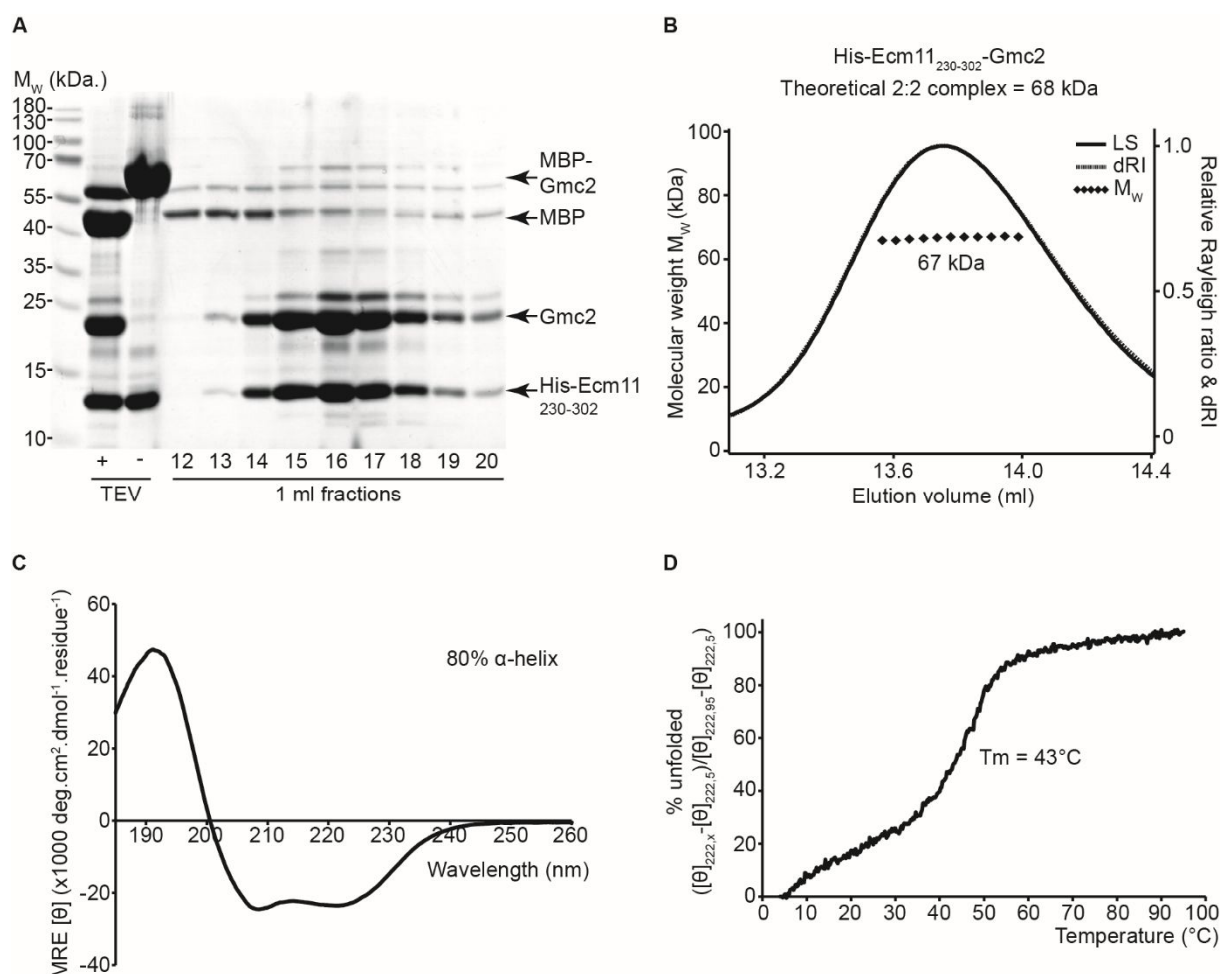 A
M_W (kDa.)
180-
130-
100-
70-
55-
40-
35-
25-
15-
10-
MBP-
Gmc2
MBP
Gmc2
His-Ecm11
230-302
+ - 12 13 14 15 16 17 18 19 20
TEV 1 ml fractions
B
His-Ecm11230-302-Gmc2
Theoretical 2:2 complex = 68 kDa
Molecular weight M_W (kDa)
100
80
60
40
20
0
LS
dRI
M_W
67 kDa
1.0
0.5
0
Relative Rayleigh ratio & dRI
13.2 13.6 14.0 14.4
Elution volume (ml)
C
MRE [θ] (x1000 deg.cm².dmol⁻¹.residue⁻¹)
60
40
20
0
-20
-40
80% α-helix
190 200 210 220 230 240 250 260
Wavelength (nm)
D
% unfolded
([θ]222,x-[θ]222,5)/[θ]222,95-[θ]222,5)
100
80
60
40
20
0
Tm = 43°C
0 10 20 30 40 50 60 70 80 90 100
Temperature (°C)